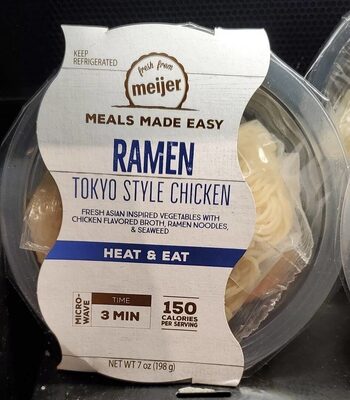 KEEP
REFRIGERATED
fresh from
meijer
MEALS MADE EASY
RAMEN
TOKYO STYLE CHICKEN
FRESH ASIAN INSPIRED VEGETABLES WITH
CHICKEN FLAVORED BROTH, RAMEN NOODLES,
& SEAWEED
HEAT & EAT
MICRO-
WAVE
TIME
3 MIN
150
CALORIES
PER SERVING
NET WT 7 oz (198 g)